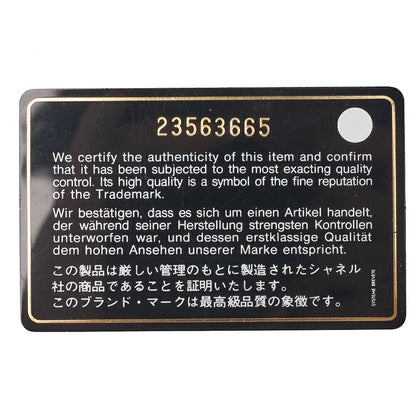 23563665
We certify the authenticity of this item and confirm
that it has been subjected to the most exacting quality
control. Its high quality is a symbol of the fine reputation
of the Trademark.
Wir bestätigen, dass es sich um einen Artikel handelt,
der während seiner Herstellung strengsten Kontrollen
unterworfen war, und dessen erstklassige Qualität
dem hohen Ansehen unserer Marke entspricht.
この製品は厳しい管理のもとに製造されたシャネル
社の商品であることを証明いたします。
このブランド・マークは最高級品質の象徴です。
SYSTEME BREVETE